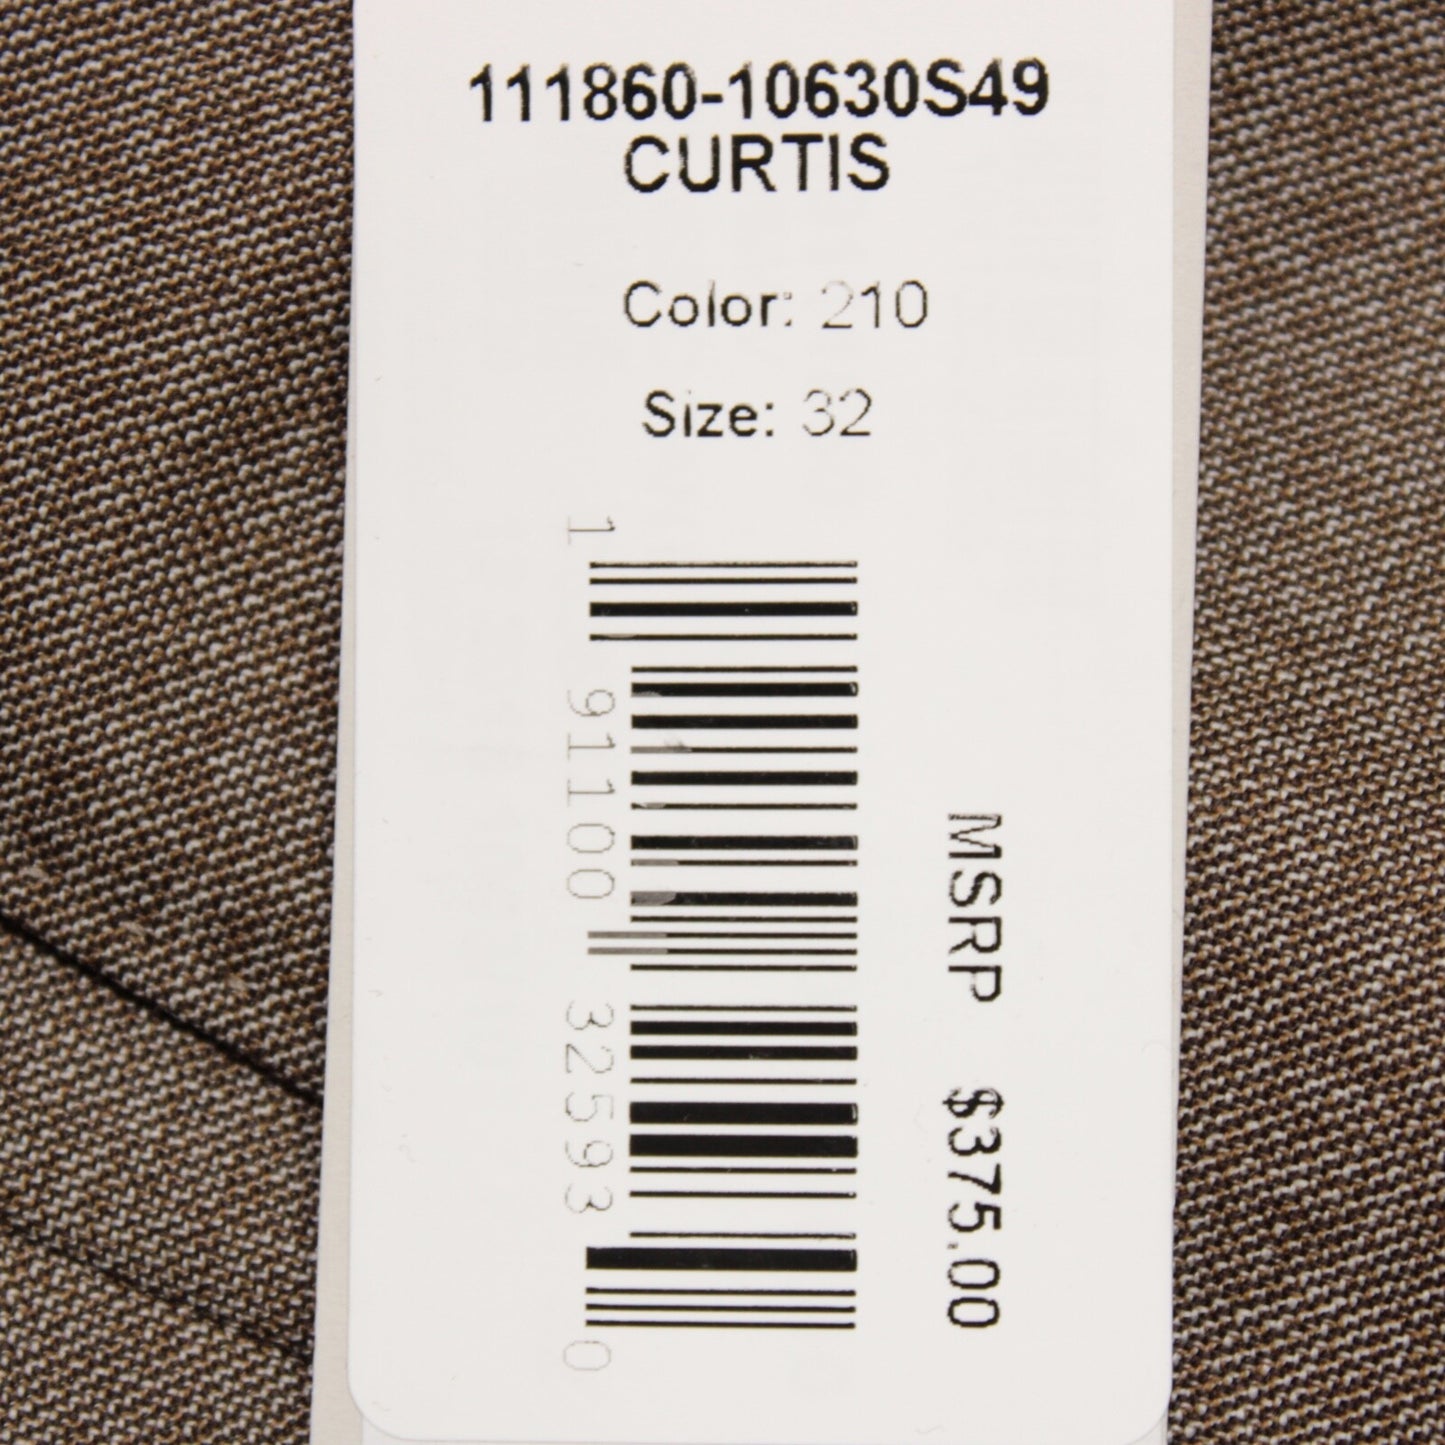 111860-10630S49
CURTIS
Color: 210
Size: 32
1 91100 32593 0
MSRP $375.00